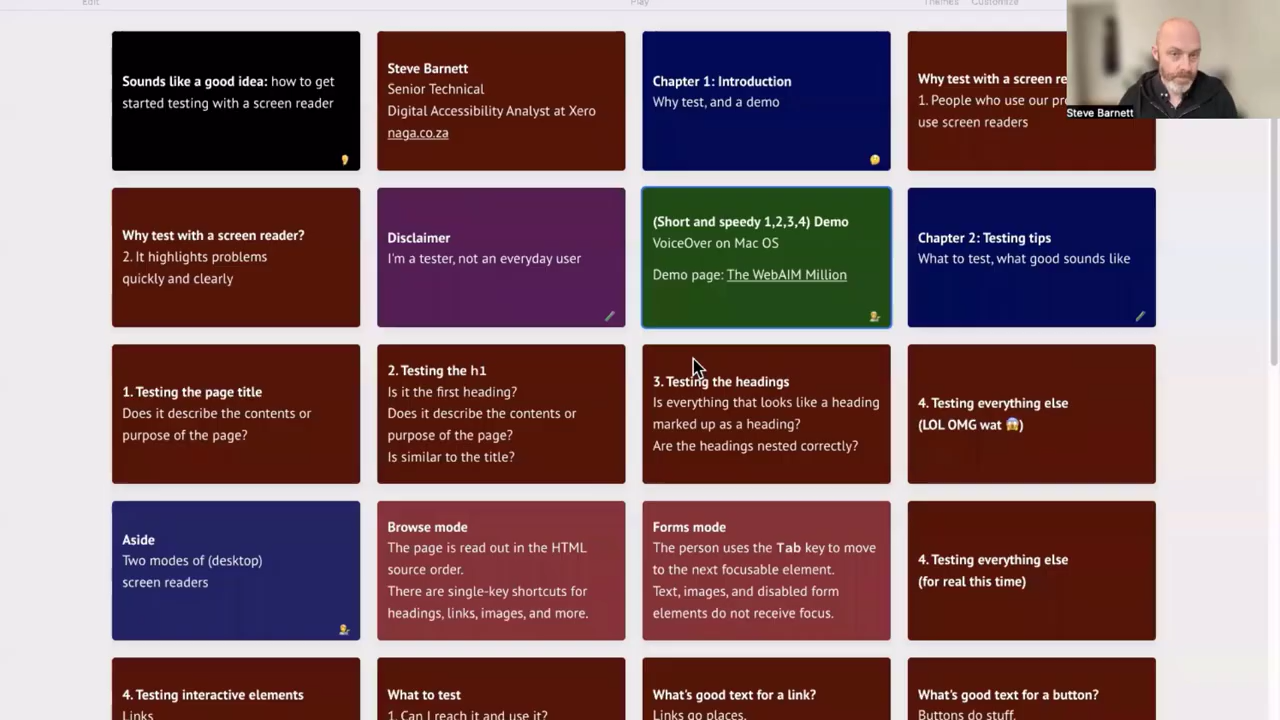 Edit
Play
Themes
Customize
Sounds like a good idea: how to get
started testing with a screen reader
Steve Barnett
Senior Technical
Digital Accessibility Analyst at Xero
naga.co.za
Chapter 1: Introduction
Why test, and a demo
Why test with a screen re
1. People who use our pr
use screen readers
Steve Barnett
Why test with a screen reader?
2. It highlights problems
quickly and clearly
Disclaimer
I'm a tester, not an everyday user
(Short and speedy 1,2,3,4) Demo
VoiceOver on Mac OS
Demo page: The WebAIM Million
Chapter 2: Testing tips
What to test, what good sounds like
1. Testing the page title
Does it describe the contents or
purpose of the page?
2. Testing the h1
Is it the first heading?
Does it describe the contents or
purpose of the page?
Is similar to the title?
3. Testing the headings
Is everything that looks like a heading
marked up as a heading?
Are the headings nested correctly?
4. Testing everything else
(LOL OMG wat 😱)
Aside
Two modes of (desktop)
screen readers
Browse mode
The page is read out in the HTML
source order.
There are single-key shortcuts for
headings, links, images, and more.
Forms mode
The person uses the Tab key to move
to the next focusable element.
Text, images, and disabled form
elements do not receive focus.
4. Testing everything else
(for real this time)
4. Testing interactive elements
Links
What to test
1. Can I reach it and use it?
What's good text for a link?
Links go places.
What's good text for a button?
Buttons do stuff.